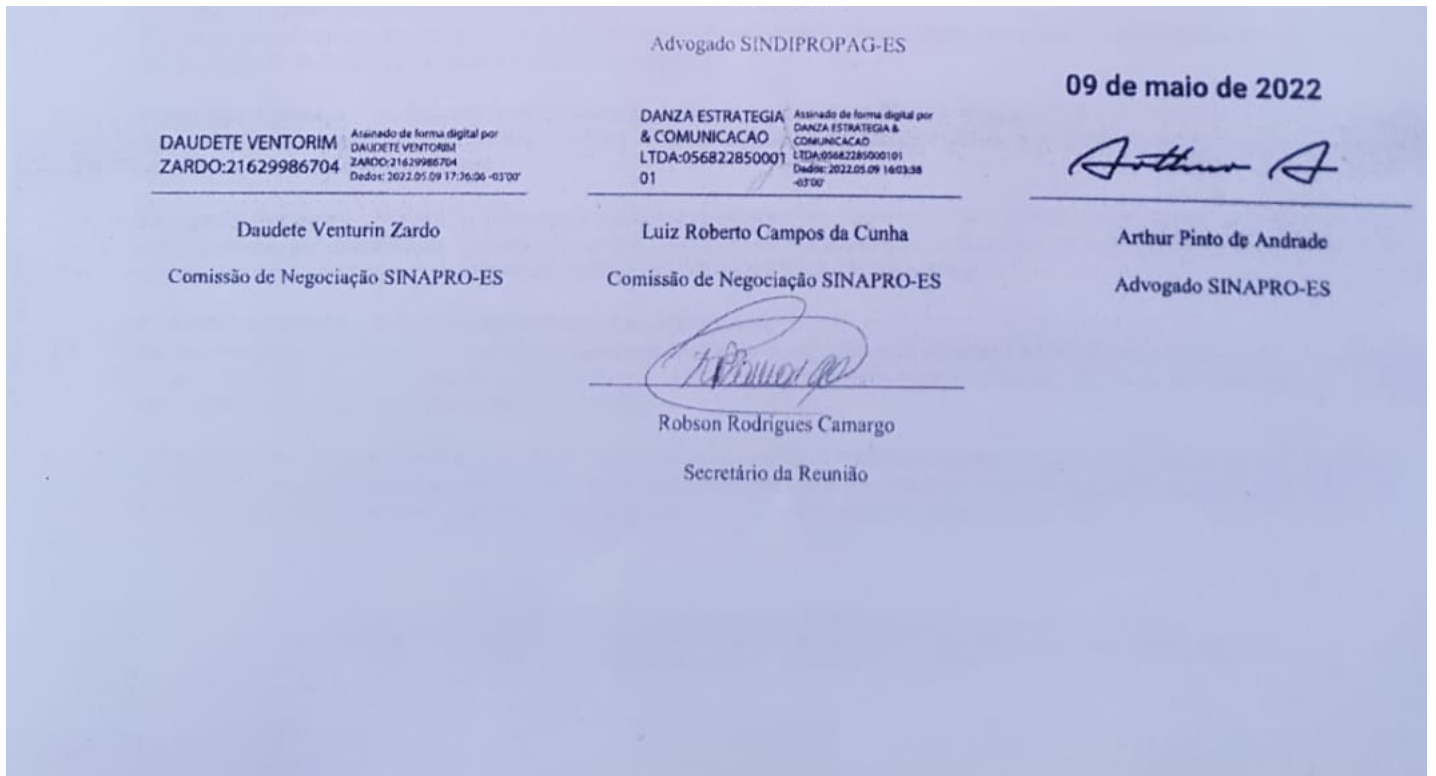 Advogado SINDIPROPAG-ES
09 de maio de 2022
DAUDETE VENTORIM
ZARDO:21629986704
Assinado de forma digital por
DAUDETE VENTORIM
ZARDO:21629986704
Dados: 2022.05.09 17:36:06 -03'00'
Daudete Venturin Zardo
Comissão de Negociação SINAPRO-ES
DANZA ESTRATEGIA
& COMUNICACAO
LTDA:056822850001
01
Assinado de forma digital por
DANZA ESTRATEGIA &
COMUNICACAO
LTDA:05682285000101
Dados: 2022.05.09 16:03:38
-03'00'
Luiz Roberto Campos da Cunha
Comissão de Negociação SINAPRO-ES
Arthur A
Arthur Pinto de Andrade
Advogado SINAPRO-ES
Robson Rodrigues Camargo
Secretário da Reunião